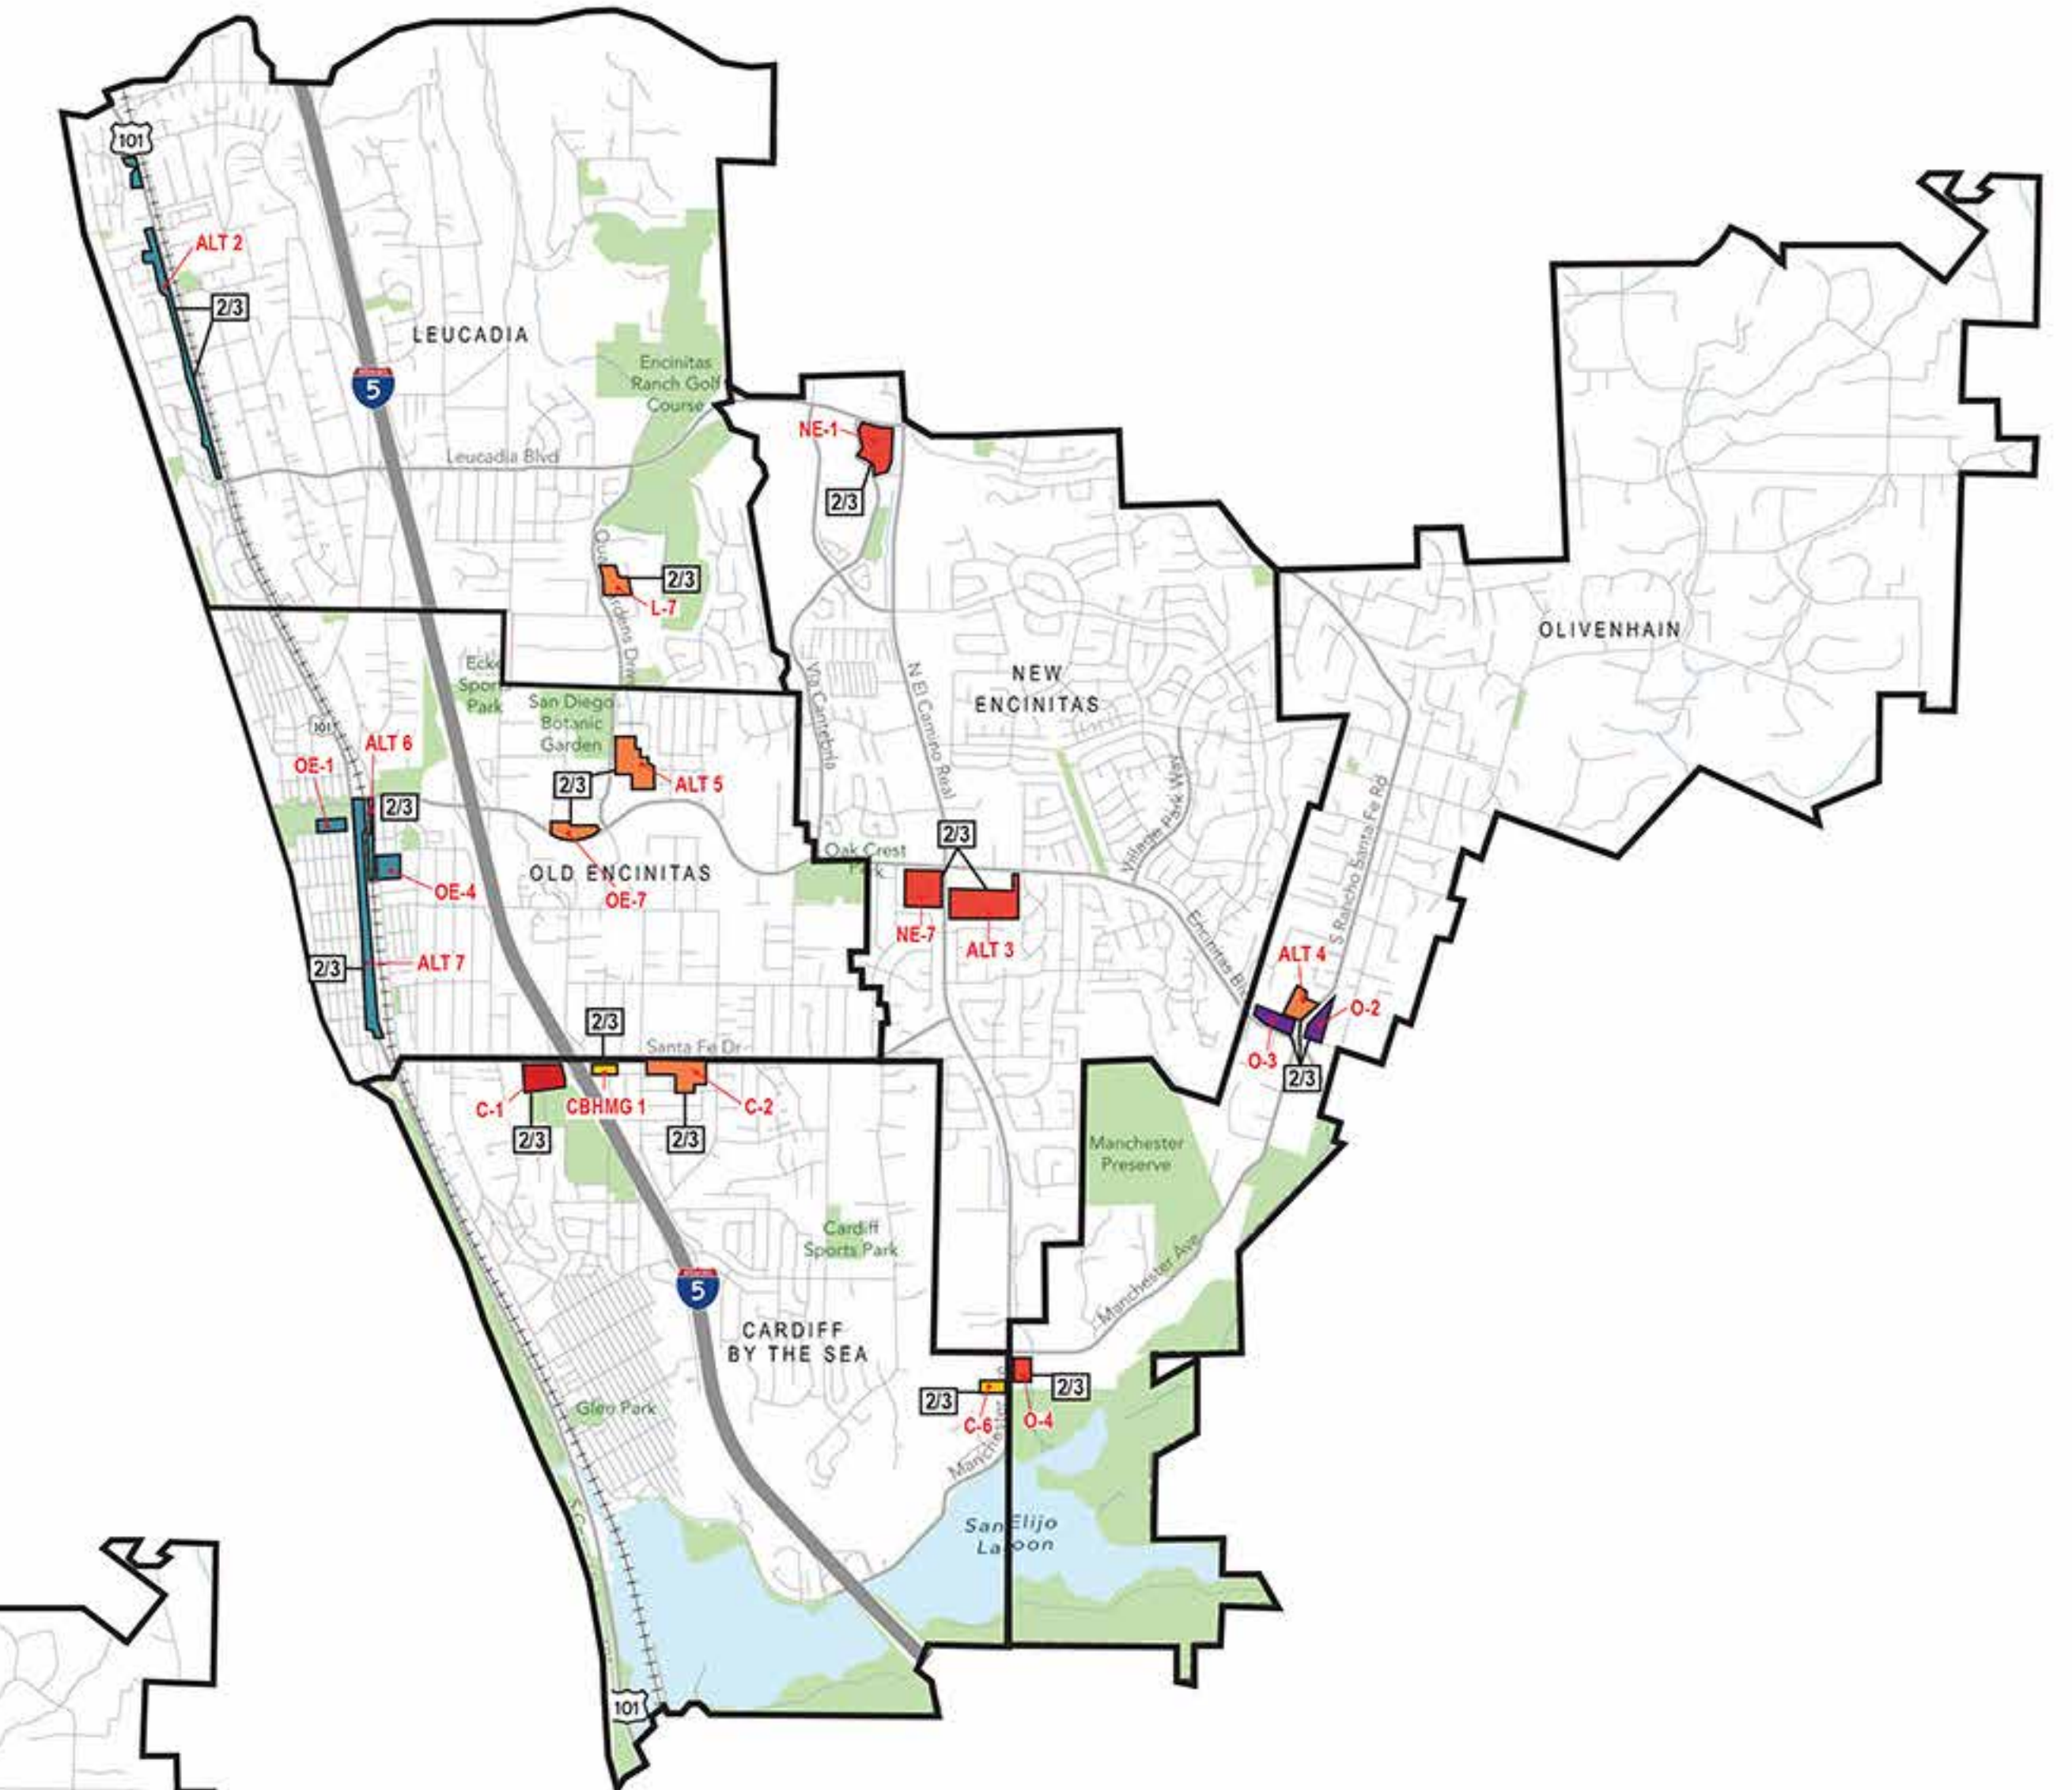 101
ALT 2
2/3
LEUCADIA
5
Encinitas
Ranch Golf
Course
Leucadia Blvd
NE-1
2/3
2/3
L-7
OLIVENHAIN
NEW
ENCINITAS
Via Cantebria
N El Camino Real
Village Park Way
S Rancho Santa Fe Rd
Park
San Diego
Botanic
Garden
101
ALT 6
OE-1
2/3
2/3
ALT 5
OLD ENCINITAS
OE-7
OE-4
2/3
ALT 7
2/3
Oak Crest
Park
NE-7
ALT 3
ALT 4
O-2
O-3
2/3
2/3
Santa Fe Dr
C-1
CBHMG 1
C-2
2/3
2/3
Manchester
Preserve
Cardiff
Sports Park
Manchester Ave
5
CARDIFF
BY THE SEA
Glen Park
2/3
C-6
O-4
2/3
Manchester
San Elijo
101